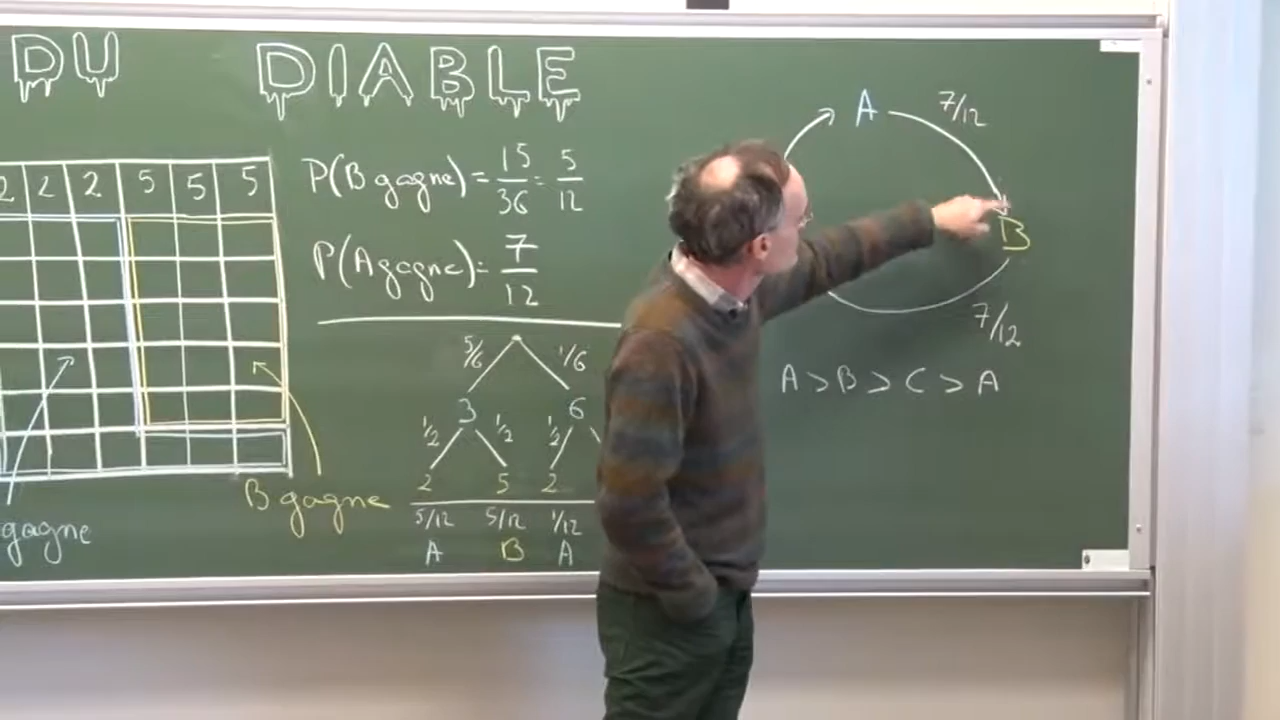 DU DIABLE
2 2 2 5 5 5
P(B gagne) = 15/36 = 5/12
P(A gagne) = 7/12
5/6 1/6
3 6
1/2 1/2 1/2
2 5 2
5/12 5/12 1/12
A B A
gagne
B gagne
A 7/12
B
7/12
A > B > C > A